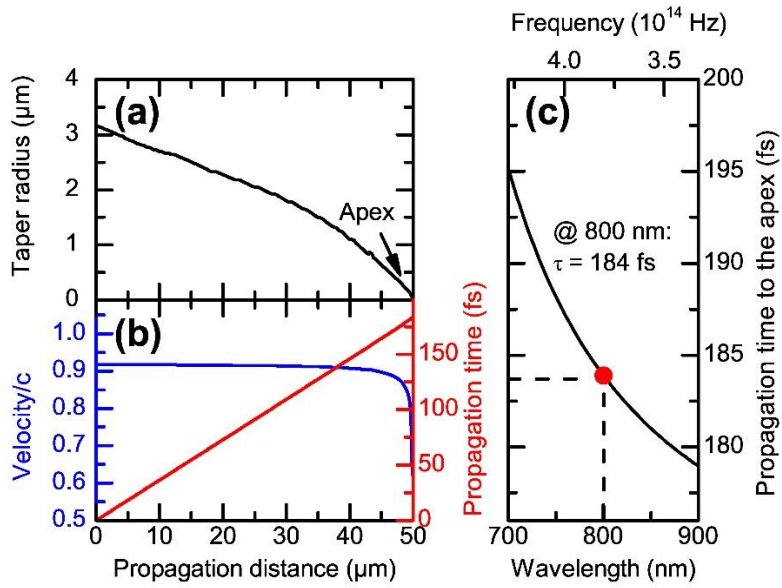 Frequency (10¹⁴ Hz)
4.0 3.5
Taper radius (µm)
4
3
2
1
0
(a)
Apex
Velocity/c
1.0
0.9
0.8
0.7
0.6
0.5
(b)
150
100
50
0
Propagation time (fs)
0 10 20 30 40 50
Propagation distance (µm)
(c)
@ 800 nm:
τ = 184 fs
200
195
190
185
180
Propagation time to the apex (fs)
700 800 900
Wavelength (nm)